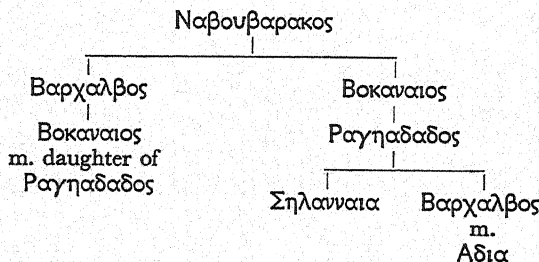 Ναβουβαρακος
Βαρχαλβος Βοκαναιος
Βοκαναιος Ραγηαδαδος
m. daughter of
Ραγηαδαδος
Σηλανναια Βαρχαλβος
m.
Αδια